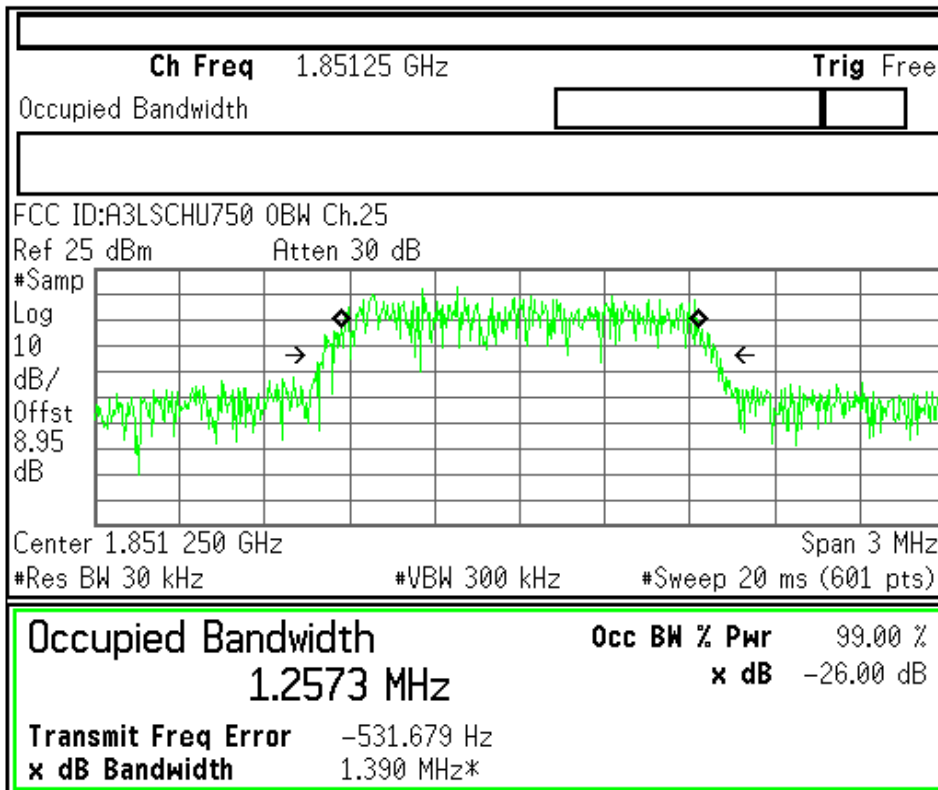 Ch Freq 1.85125 GHz Trig Free
Occupied Bandwidth
FCC ID:A3LSCHU750 OBW Ch.25
Ref 25 dBm Atten 30 dB
#Samp
Log
10
dB/
Offst
8.95
dB
Center 1.851 250 GHz Span 3 MHz
#Res BW 30 kHz #VBW 300 kHz #Sweep 20 ms (601 pts)
Occupied Bandwidth Occ BW % Pwr 99.00 %
1.2573 MHz x dB -26.00 dB
Transmit Freq Error -531.679 Hz
x dB Bandwidth 1.390 MHz*